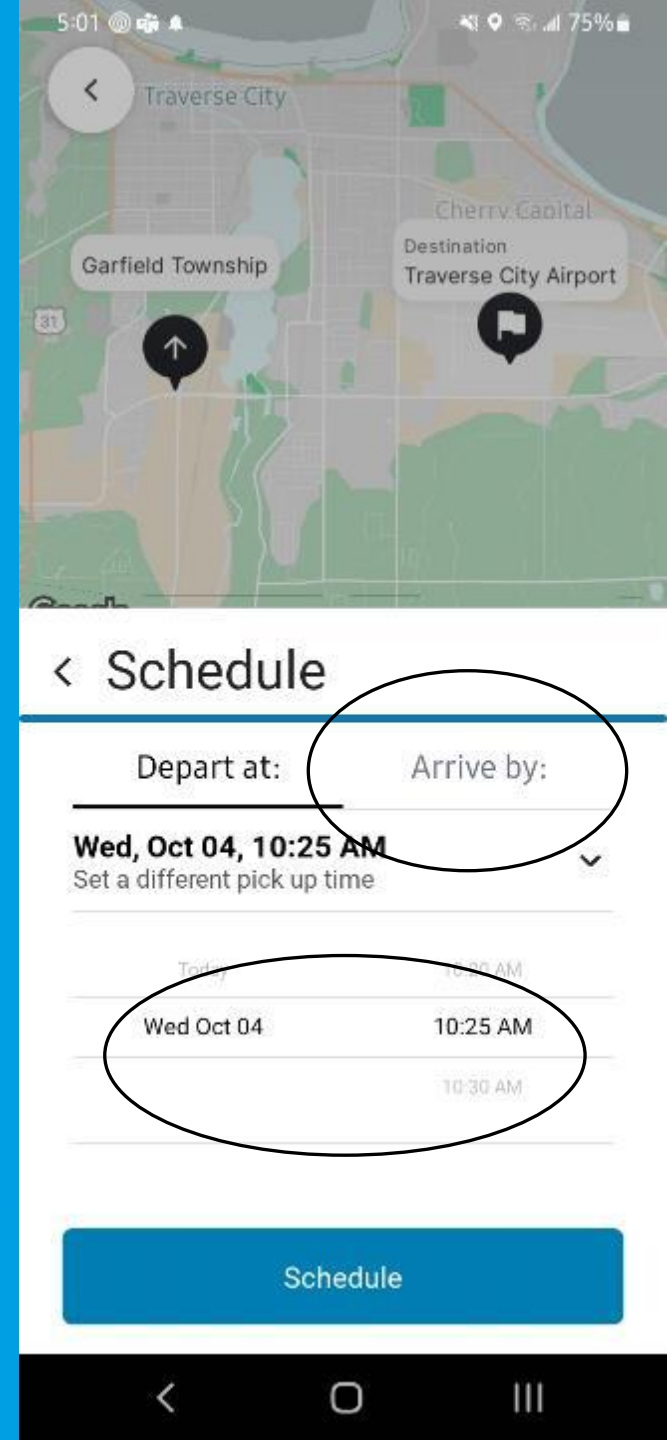 5:01 75%
Traverse City
Cherry Capital
Destination
Traverse City Airport
Garfield Township
31
Google
< Schedule
Depart at: Arrive by:
Wed, Oct 04, 10:25 AM
Set a different pick up time
Today 10:20 AM
Wed Oct 04 10:25 AM
10:30 AM
Schedule